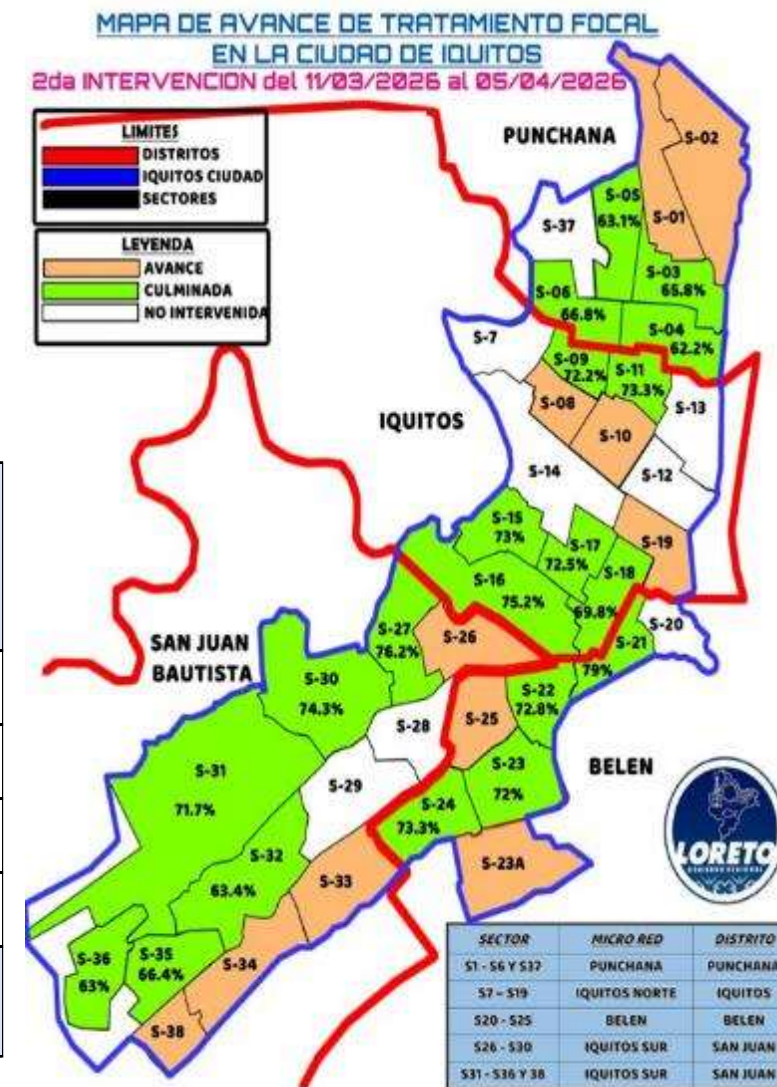 MAPA DE AVANCE DE TRATAMIENTO FOCAL
EN LA CIUDAD DE IQUITOS
2da INTERVENCION del 11/03/2026 al 05/04/2026
LIMITES
DISTRITOS
IQUITOS CIUDAD
SECTORES
LEYENDA
AVANCE
CULMINADA
NO INTERVENIDA
PUNCHANA
S-02
S-05
63.1%
S-01
S-37
S-03
65.8%
S-06
66.8%
S-04
62.2%
S-7
S-09
72.2%
S-11
73.3%
S-13
S-08
IQUITOS
S-10
S-14
S-12
S-15
73%
S-17
72.5%
S-19
S-18
69.8%
S-16
75.2%
S-20
S-21
79%
S-27
76.2%
S-26
SAN JUAN
BAUTISTA
S-30
74.3%
S-22
72.8%
S-28
S-25
S-31
71.7%
S-29
S-23
72%
BELEN
S-24
73.3%
S-32
63.4%
S-33
S-23A
LORETO
GOBIERNO REGIONAL
S-36
63%
S-35
66.4%
S-34
S-38
SECTOR MICRO RED DISTRITO
S1 - S6 Y S37 PUNCHANA PUNCHANA
S7 - S19 IQUITOS NORTE IQUITOS
S20 - S25 BELEN BELEN
S26 - S30 IQUITOS SUR SAN JUAN
S31 - S36 Y 38 IQUITOS SUR SAN JUAN